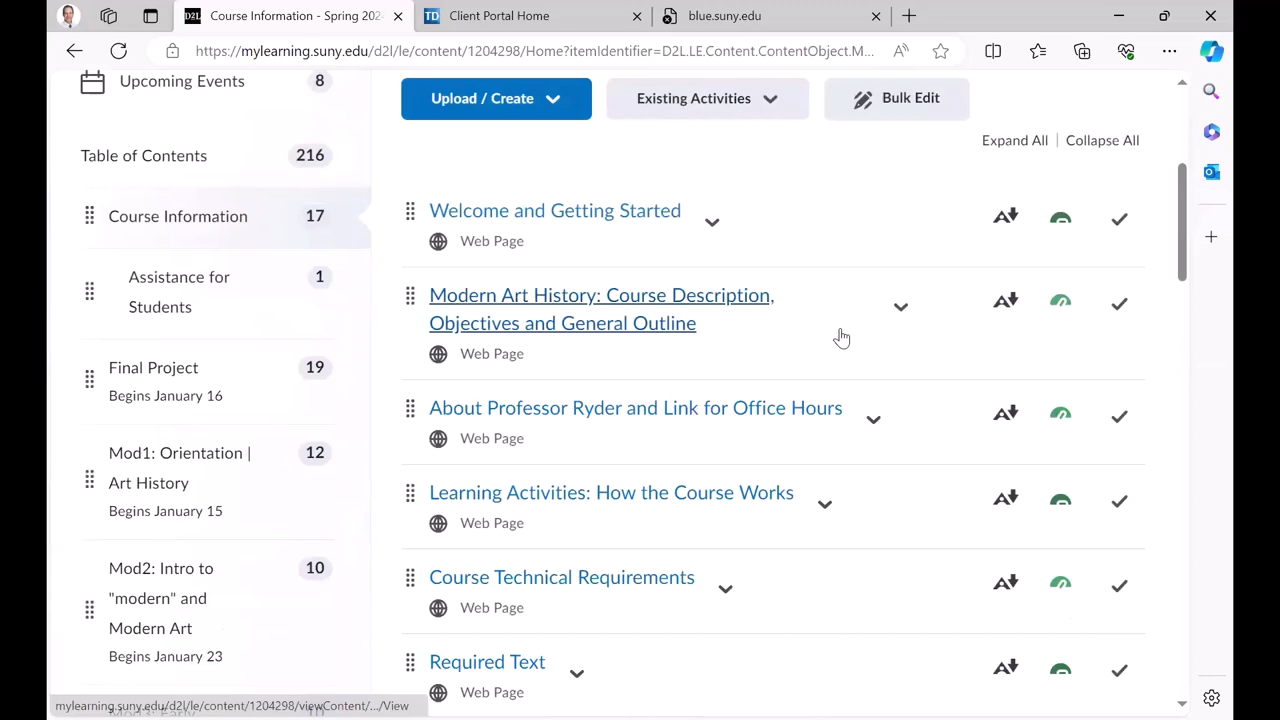 Course Information - Spring 202
Client Portal Home
blue.suny.edu
https://mylearning.suny.edu/d2l/le/content/1204298/Home?itemIdentifier=D2L.LE.Content.ContentObject.M...
Upcoming Events 8
Table of Contents 216
Course Information 17
Assistance for 1
Students
Final Project 19
Begins January 16
Mod1: Orientation | 12
Art History
Begins January 15
Mod2: Intro to 10
"modern" and
Modern Art
Begins January 23
mylearning.suny.edu/d2l/le/content/1204298/viewContent/.../View
Upload / Create
Existing Activities
Bulk Edit
Expand All | Collapse All
Welcome and Getting Started
Web Page
Modern Art History: Course Description,
Objectives and General Outline
Web Page
About Professor Ryder and Link for Office Hours
Web Page
Learning Activities: How the Course Works
Web Page
Course Technical Requirements
Web Page
Required Text
Web Page